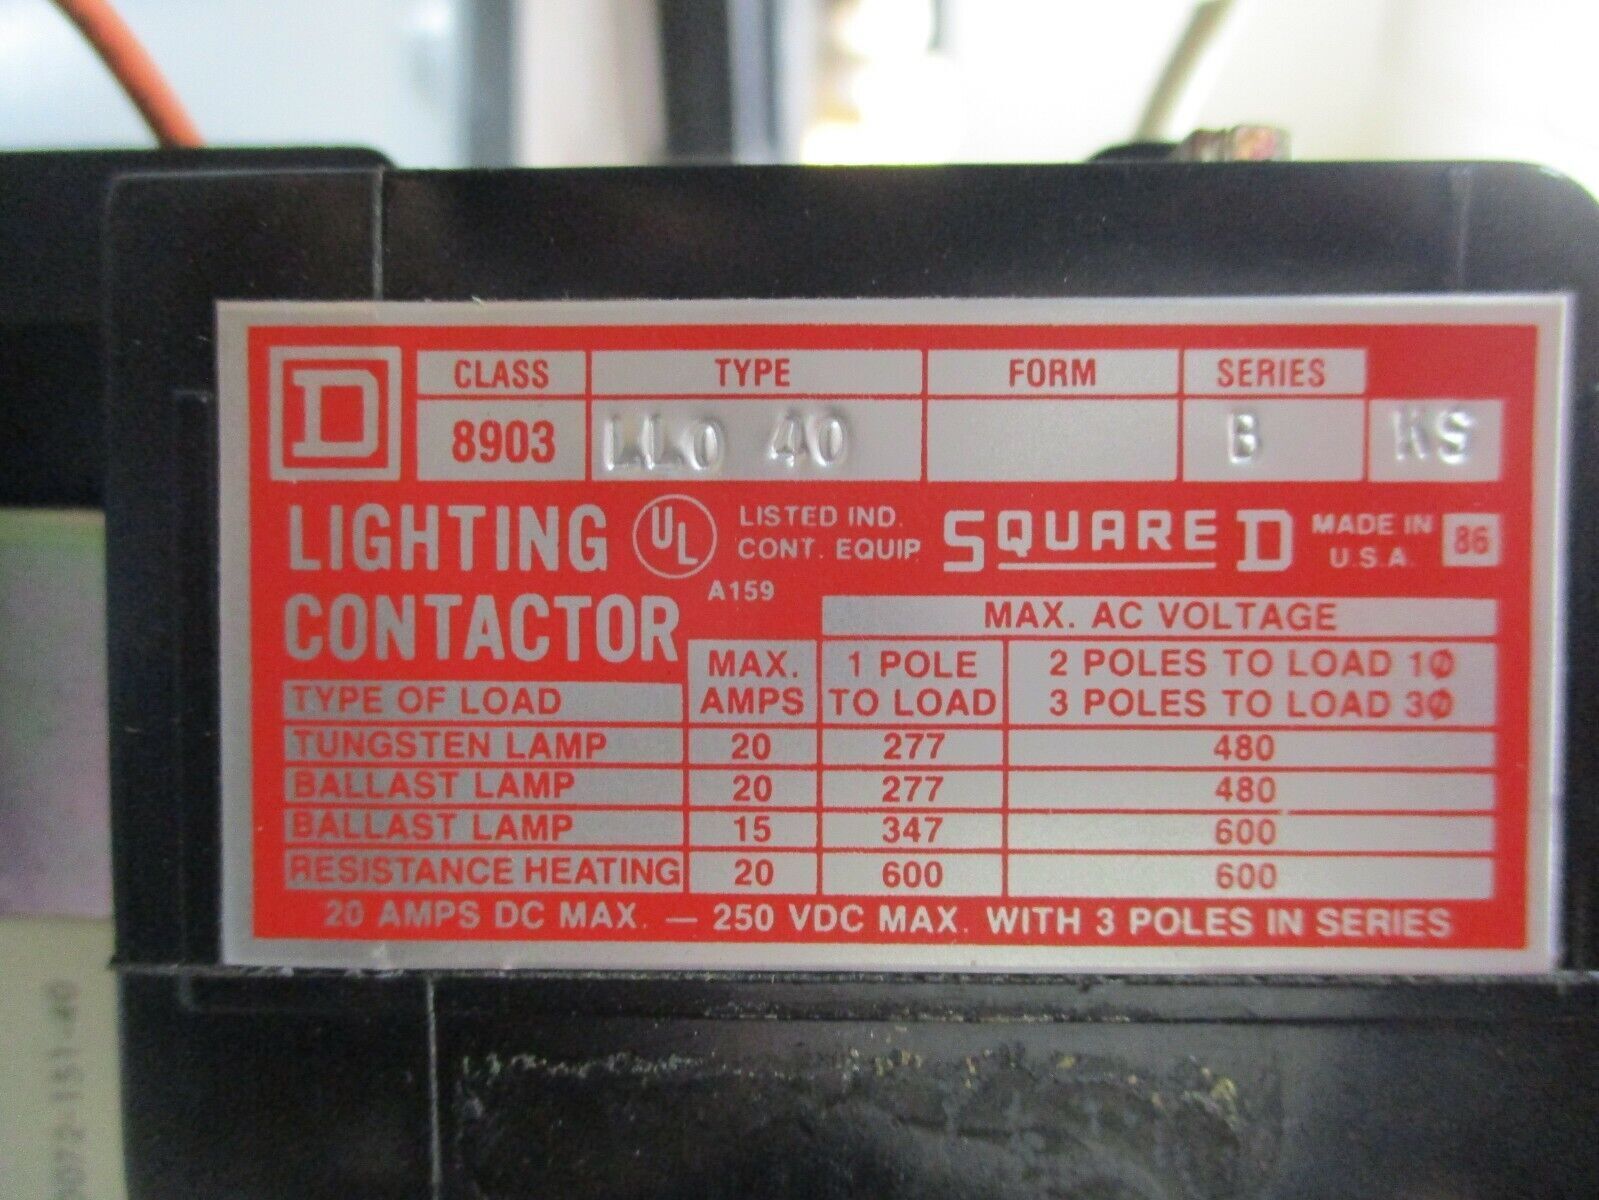 D
CLASS TYPE FORM SERIES
8903 LLO 40 B KS
LIGHTING CONTACTOR
UL
LISTED IND. CONT. EQUIP.
A159
SQUARE D
MADE IN U.S.A.
86
MAX. AC VOLTAGE
TYPE OF LOAD MAX. AMPS 1 POLE TO LOAD 2 POLES TO LOAD 1Ø 3 POLES TO LOAD 3Ø
TUNGSTEN LAMP 20 277 480
BALLAST LAMP 20 277 480
BALLAST LAMP 15 347 600
RESISTANCE HEATING 20 600 600
20 AMPS DC MAX. — 250 VDC MAX. WITH 3 POLES IN SERIES